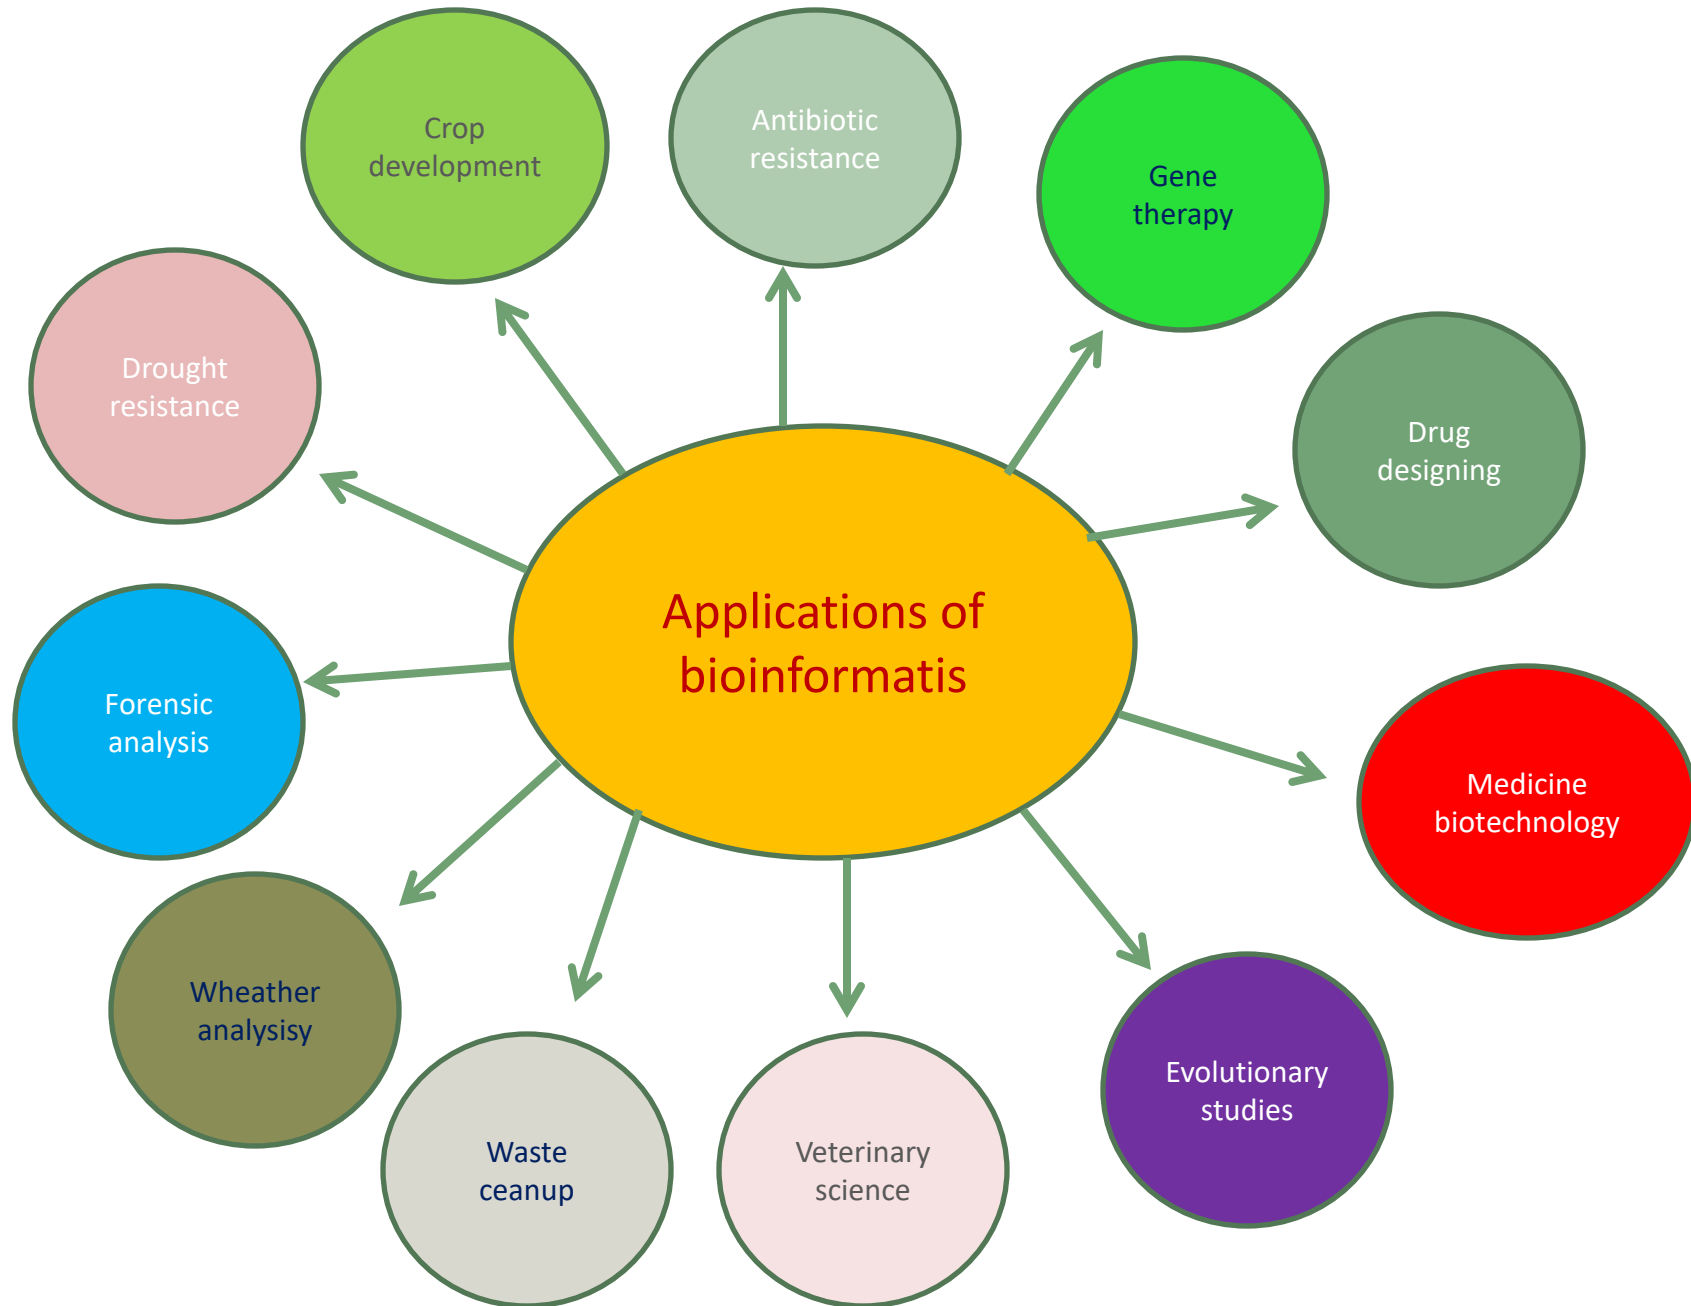 Crop
development
Antibiotic
resistance
Gene
therapy
Drought
resistance
Drug
designing
Applications of
bioinformatis
Forensic
analysis
Medicine
biotechnology
Wheather
analysisy
Evolutionary
studies
Waste
ceanup
Veterinary
science